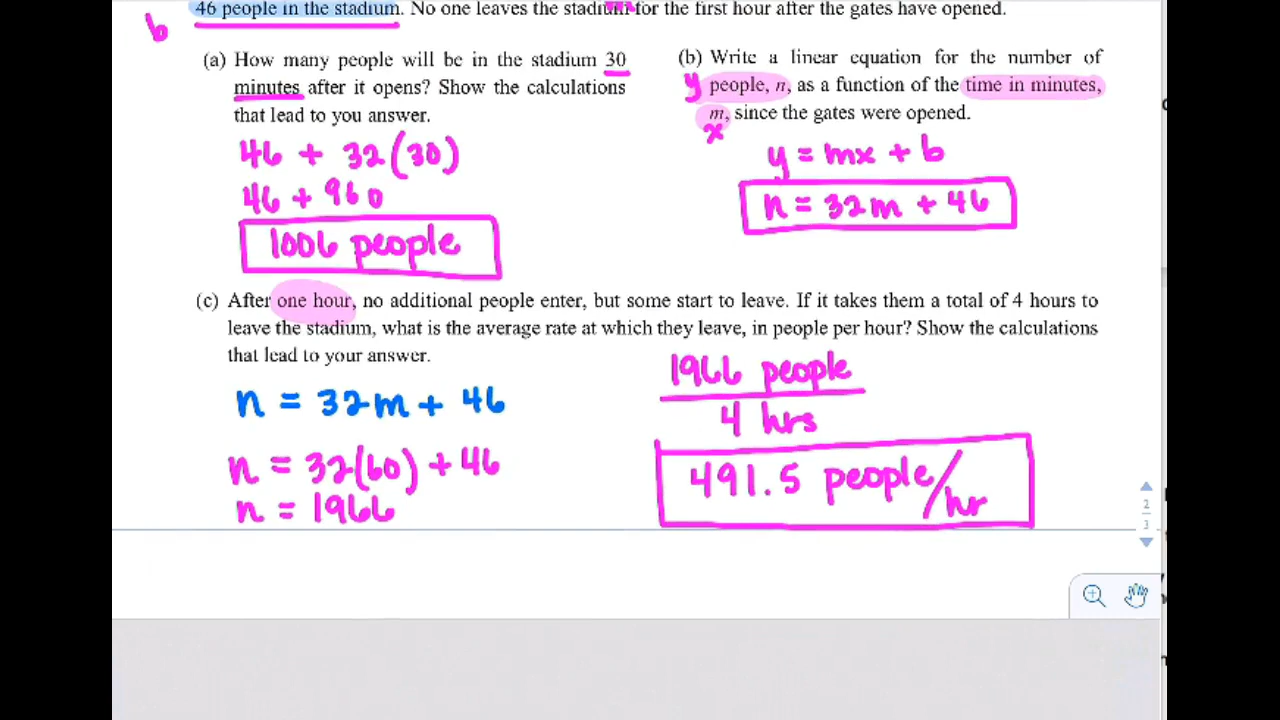 46 people in the stadium. No one leaves the stadium for the first hour after the gates have opened.
b
(a) How many people will be in the stadium 30
minutes after it opens? Show the calculations
that lead to you answer.
46 + 32(30)
46 + 960
1006 people
(b) Write a linear equation for the number of
y people, n, as a function of the time in minutes,
m, since the gates were opened.
x
y = mx + b
n = 32m + 46
(c) After one hour, no additional people enter, but some start to leave. If it takes them a total of 4 hours to
leave the stadium, what is the average rate at which they leave, in people per hour? Show the calculations
that lead to your answer.
n = 32m + 46
n = 32(60) + 46
n = 1966
1966 people
4 hrs
491.5 people/hr
2
3